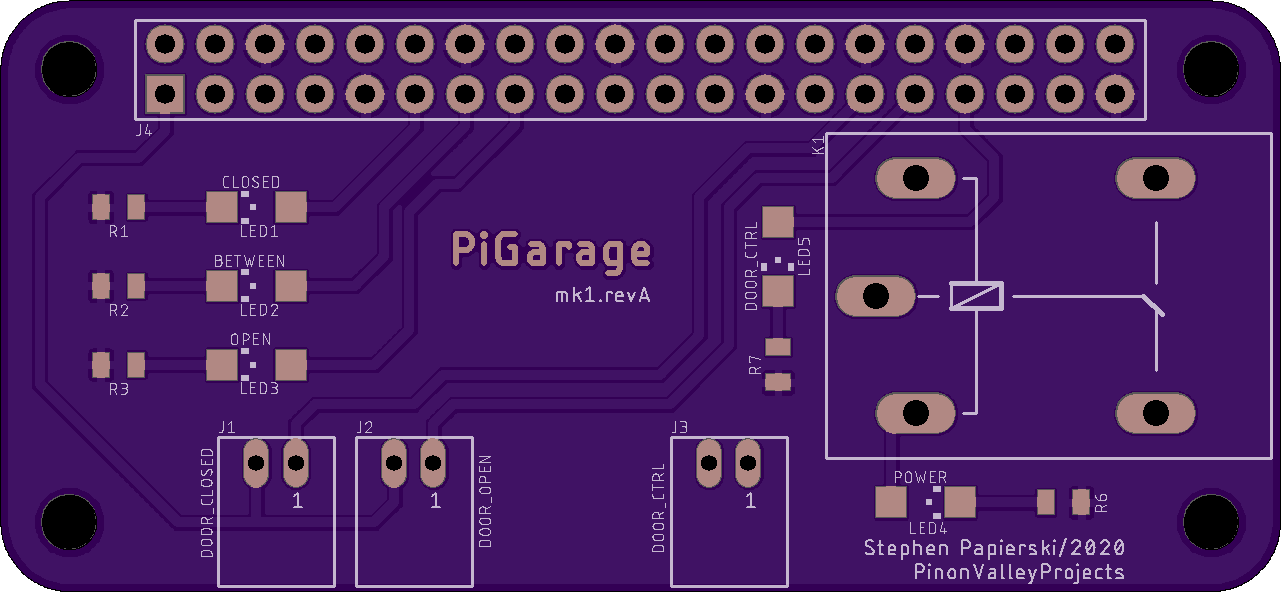 J4
K1
CLOSED
R1
LED1
BETWEEN
R2
LED2
OPEN
R3
LED3
PiGarage
mk1.revA
DOOR_CTRL
LED5
R7
J1
DOOR_CLOSED
1
J2
1
DOOR_OPEN
J3
DOOR_CTRL
1
POWER
LED4
R6
Stephen Papierski/2020
PinonValleyProjects